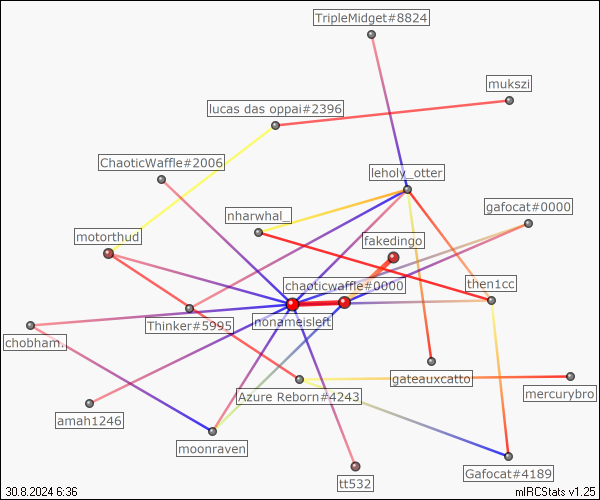 TripleMidget#8824
mukszi
lucas das oppai#2396
ChaoticWaffle#2006
leholy_otter
nharwhal_
gafocat#0000
motorthud
fakedingo
chaoticwaffle#0000
then1cc
nonameisleft
Thinker#5995
chobham.
gateauxcatto
mercurybro
Azure Reborn#4243
amah1246
moonraven
Gafocat#4189
tt532
30.8.2024 6:36
mIRCStats v1.25